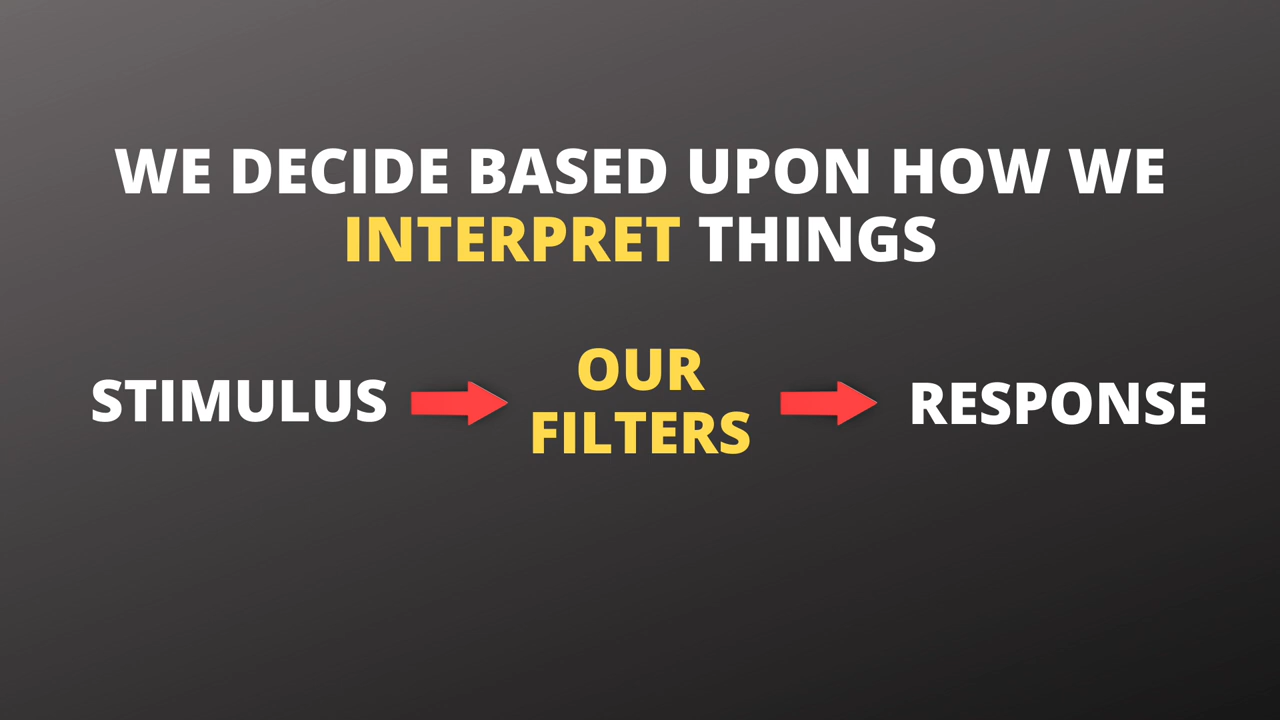 WE DECIDE BASED UPON HOW WE
INTERPRET THINGS
STIMULUS
OUR
FILTERS
RESPONSE